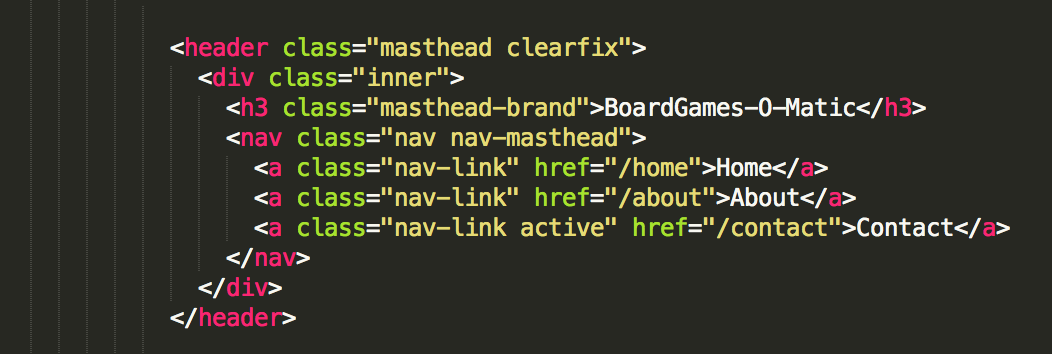 <header class="masthead clearfix">
<div class="inner">
<h3 class="masthead-brand">BoardGames-O-Matic</h3>
<nav class="nav nav-masthead">
<a class="nav-link" href="/home">Home</a>
<a class="nav-link" href="/about">About</a>
<a class="nav-link active" href="/contact">Contact</a>
</nav>
</div>
</header>